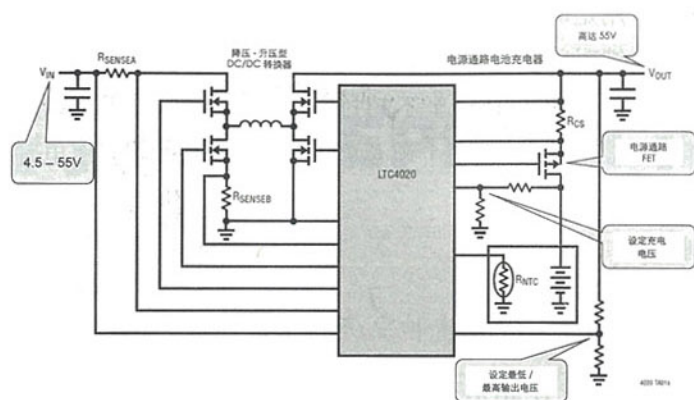 降压 - 升压型
DC/DC 转换器
高达 55V
RSENSEA
电源通路电池充电器
VIN
VOUT
4.5 – 55V
RCS
LTC4020
电源通路
FET
RSENSEB
设定充电
电压
RNTC
设定最低 /
最高输出电压
4020 TA01a